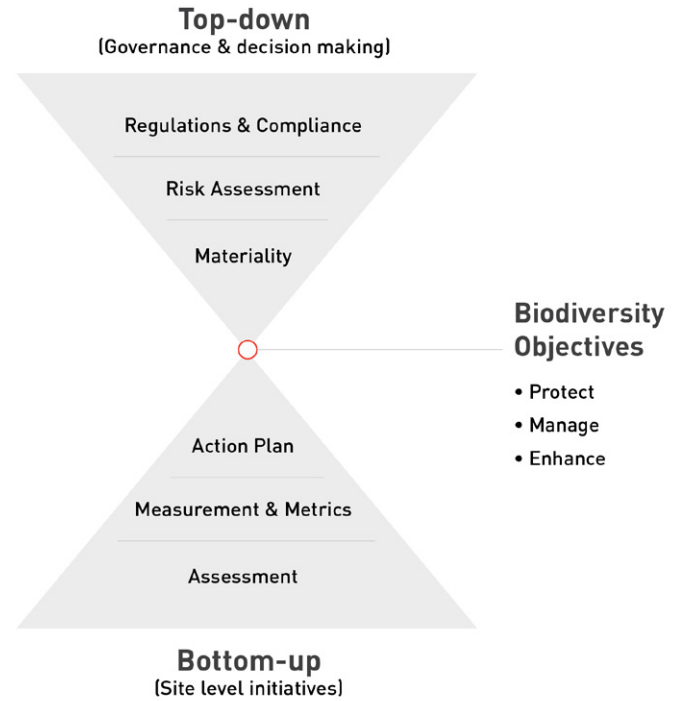 Top-down
(Governance & decision making)
Regulations & Compliance
Risk Assessment
Materiality
Biodiversity
Objectives
• Protect
• Manage
• Enhance
Action Plan
Measurement & Metrics
Assessment
Bottom-up
(Site level initiatives)